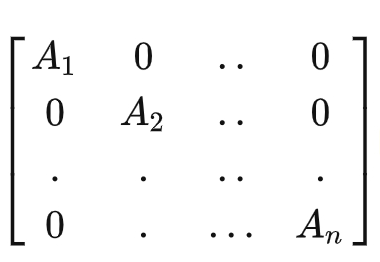 A₁ 0 . . 0
0 A₂ . . 0
. . . . .
0 . . . . Aₙ